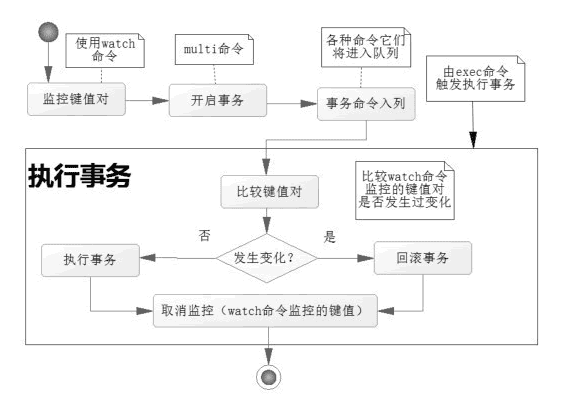 使用watch
命令
multi命令
各种命令它们
将进入队列
由exec命令
触发执行事务
监控键值对
开启事务
事务命令入列
执行事务
比较键值对
比较watch命令
监控的键值对
是否发生过变化
否
发生变化?
是
执行事务
回滚事务
取消监控（watch命令监控的键值）